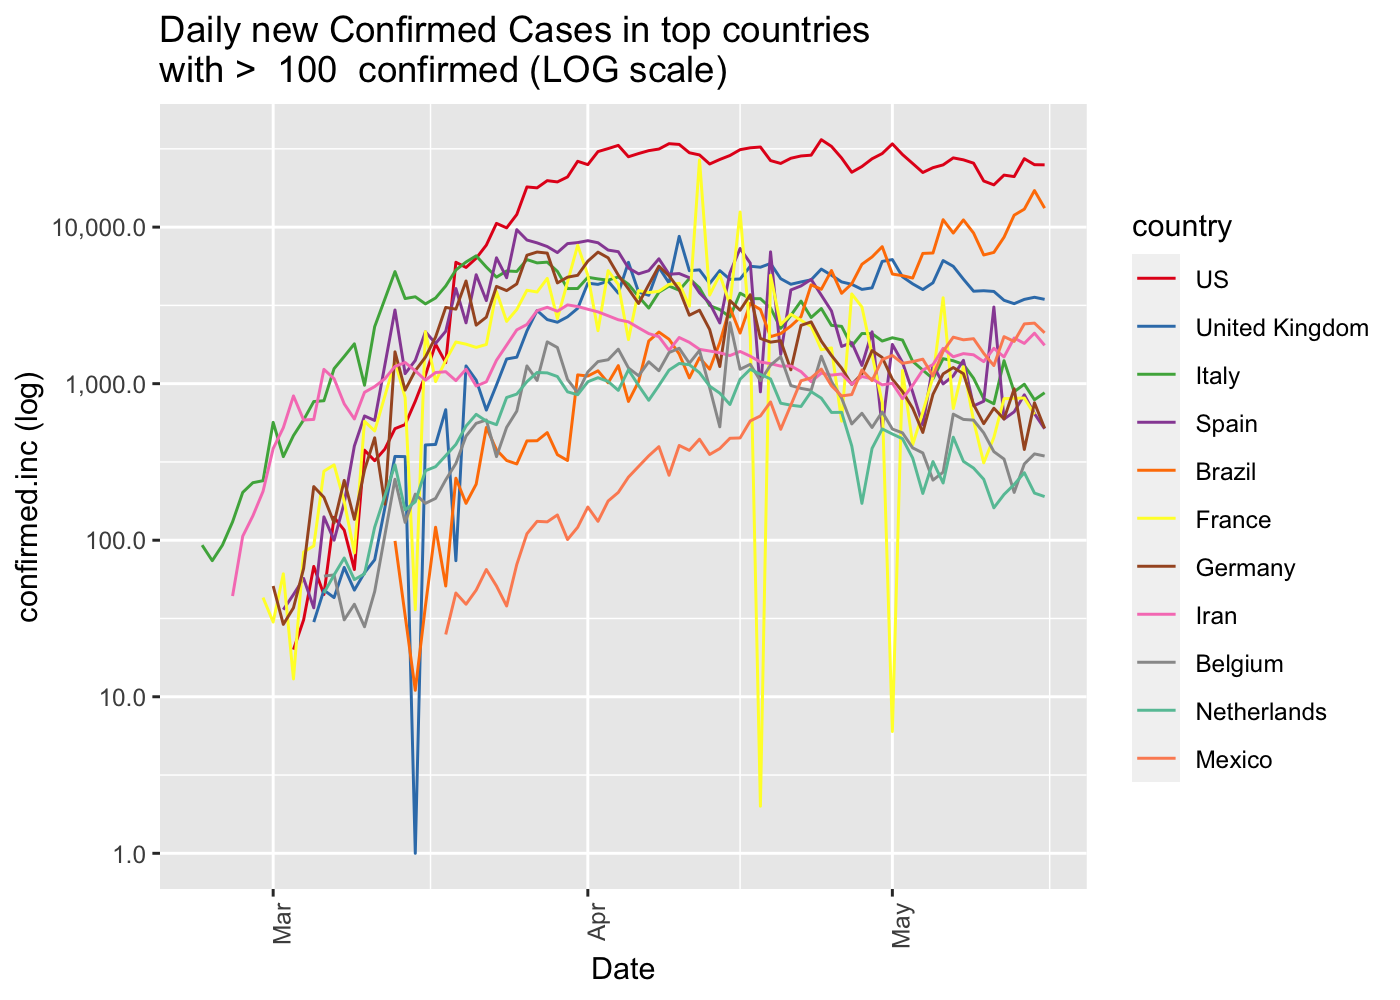 Daily new Confirmed Cases in top countries
with >  100  confirmed (LOG scale)
confirmed.inc (log)
10,000.0
1,000.0
100.0
10.0
1.0
Mar
Apr
May
Date
country
US
United Kingdom
Italy
Spain
Brazil
France
Germany
Iran
Belgium
Netherlands
Mexico